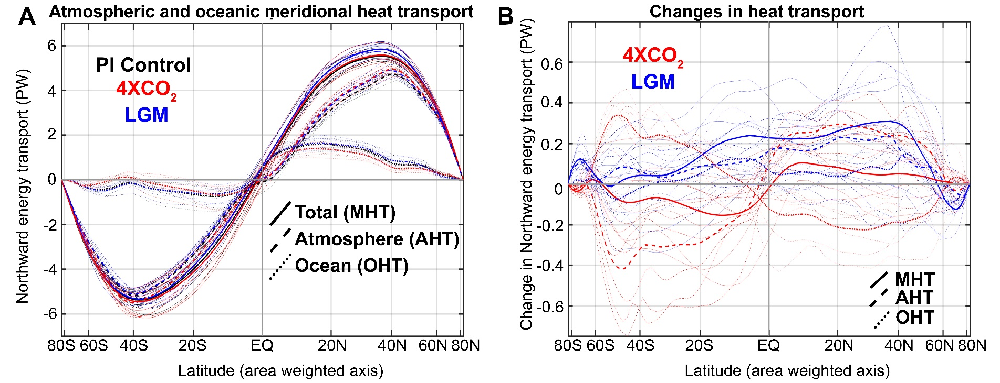 A Atmospheric and oceanic meridional heat transport
Northward energy transport (PW)
6
4
2
0
-2
-4
-6
PI Control
4XCO₂
LGM
Total (MHT)
Atmosphere (AHT)
Ocean (OHT)
80S 60S 40S 20S EQ 20N 40N 60N 80N
Latitude (area weighted axis)
B Changes in heat transport
Change in Northward energy transport (PW)
0.6
0.4
0.2
0
-0.2
-0.4
-0.6
4XCO₂
LGM
MHT
AHT
OHT
80S 60S 40S 20S EQ 20N 40N 60N 80N
Latitude (area weighted axis)